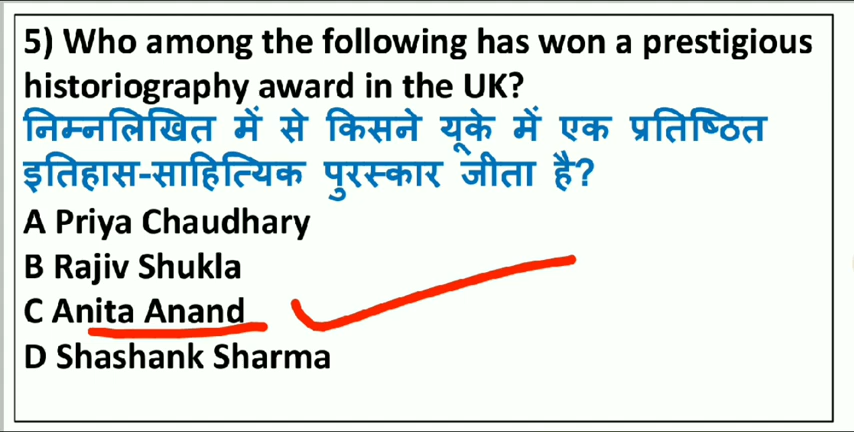 5) Who among the following has won a prestigious
historiography award in the UK?
निम्नलिखित में से किसने यूके में एक प्रतिष्ठित
इतिहास-साहित्यिक पुरस्कार जीता है?
A Priya Chaudhary
B Rajiv Shukla
C Anita Anand
D Shashank Sharma